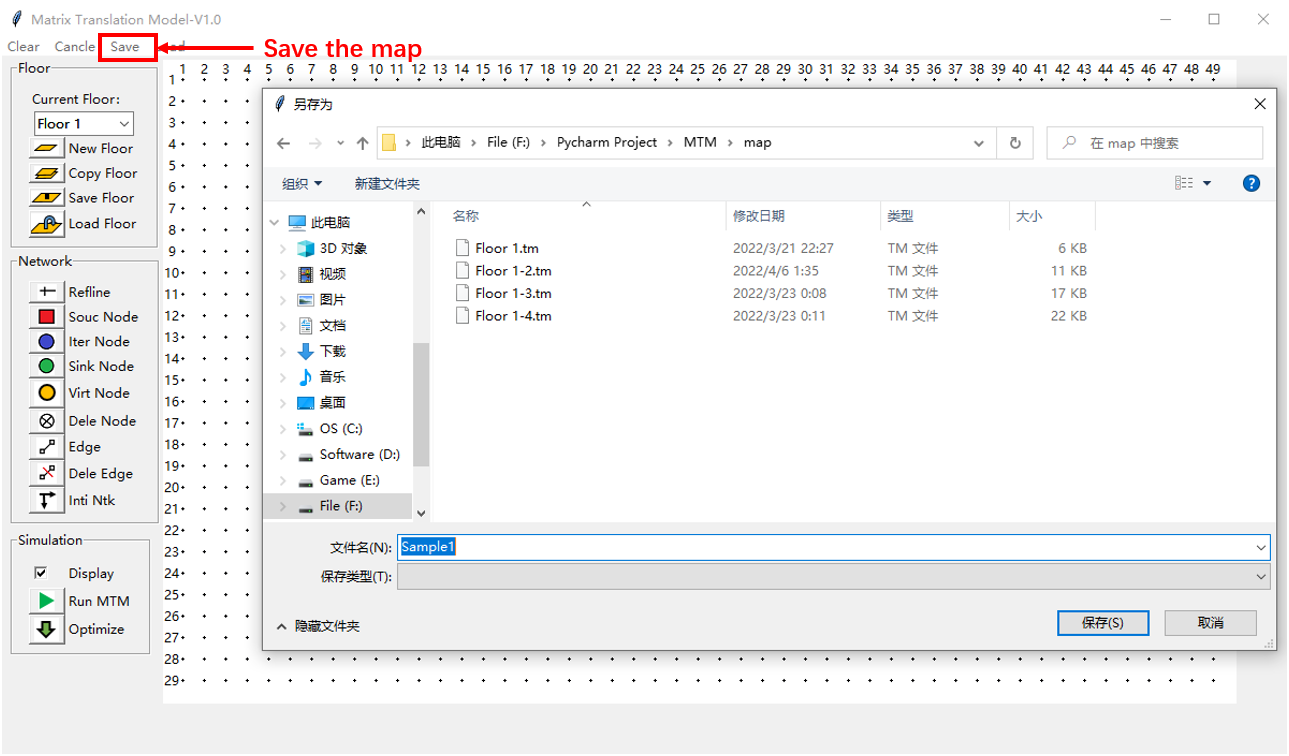 Matrix Translation Model-V1.0
Clear Cancle Save ad Save the map
Floor
Current Floor:
Floor 1
New Floor
Copy Floor
Save Floor
Load Floor
Network
Refline
Souc Node
Iter Node
Sink Node
Virt Node
Dele Node
Edge
Dele Edge
Inti Ntk
Simulation
Display
Run MTM
Optimize
1 2 3 4 5 6 7 8 9 10 11 12 13 14 15 16 17 18 19 20 21 22 23 24 25 26 27 28 29 30 31 32 33 34 35 36 37 38 39 40 41 42 43 44 45 46 47 48 49
1
2
3
4
5
6
7
8
9
10
11
12
13
14
15
16
17
18
19
20
21
22
23
24
25
26
27
28
29
另存为
此电脑 File (F:) Pycharm Project MTM map
在 map 中搜索
组织 新建文件夹
?
此电脑
3D 对象
视频
图片
文档
下载
音乐
桌面
OS (C:)
Software (D:)
Game (E:)
File (F:)
名称 修改日期 类型 大小
Floor 1.tm 2022/3/21 22:27 TM 文件 6 KB
Floor 1-2.tm 2022/4/6 1:35 TM 文件 11 KB
Floor 1-3.tm 2022/3/23 0:08 TM 文件 17 KB
Floor 1-4.tm 2022/3/23 0:11 TM 文件 22 KB
文件名(N): Sample1
保存类型(T):
隐藏文件夹
保存(S) 取消